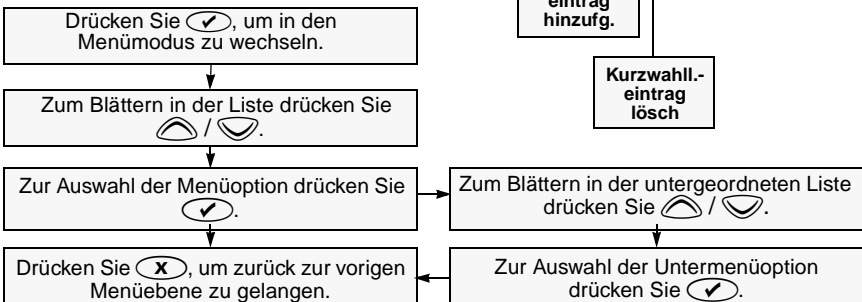 eintrag
hinzufg.
Drücken Sie ✓, um in den
Menümodus zu wechseln.
Kurzwahll.-
eintrag
lösch
Zum Blättern in der Liste drücken Sie
/ .
Zur Auswahl der Menüoption drücken Sie
✓.
Zum Blättern in der untergeordneten Liste
drücken Sie / .
Drücken Sie X, um zurück zur vorigen
Menüebene zu gelangen.
Zur Auswahl der Untermenüoption
drücken Sie ✓.